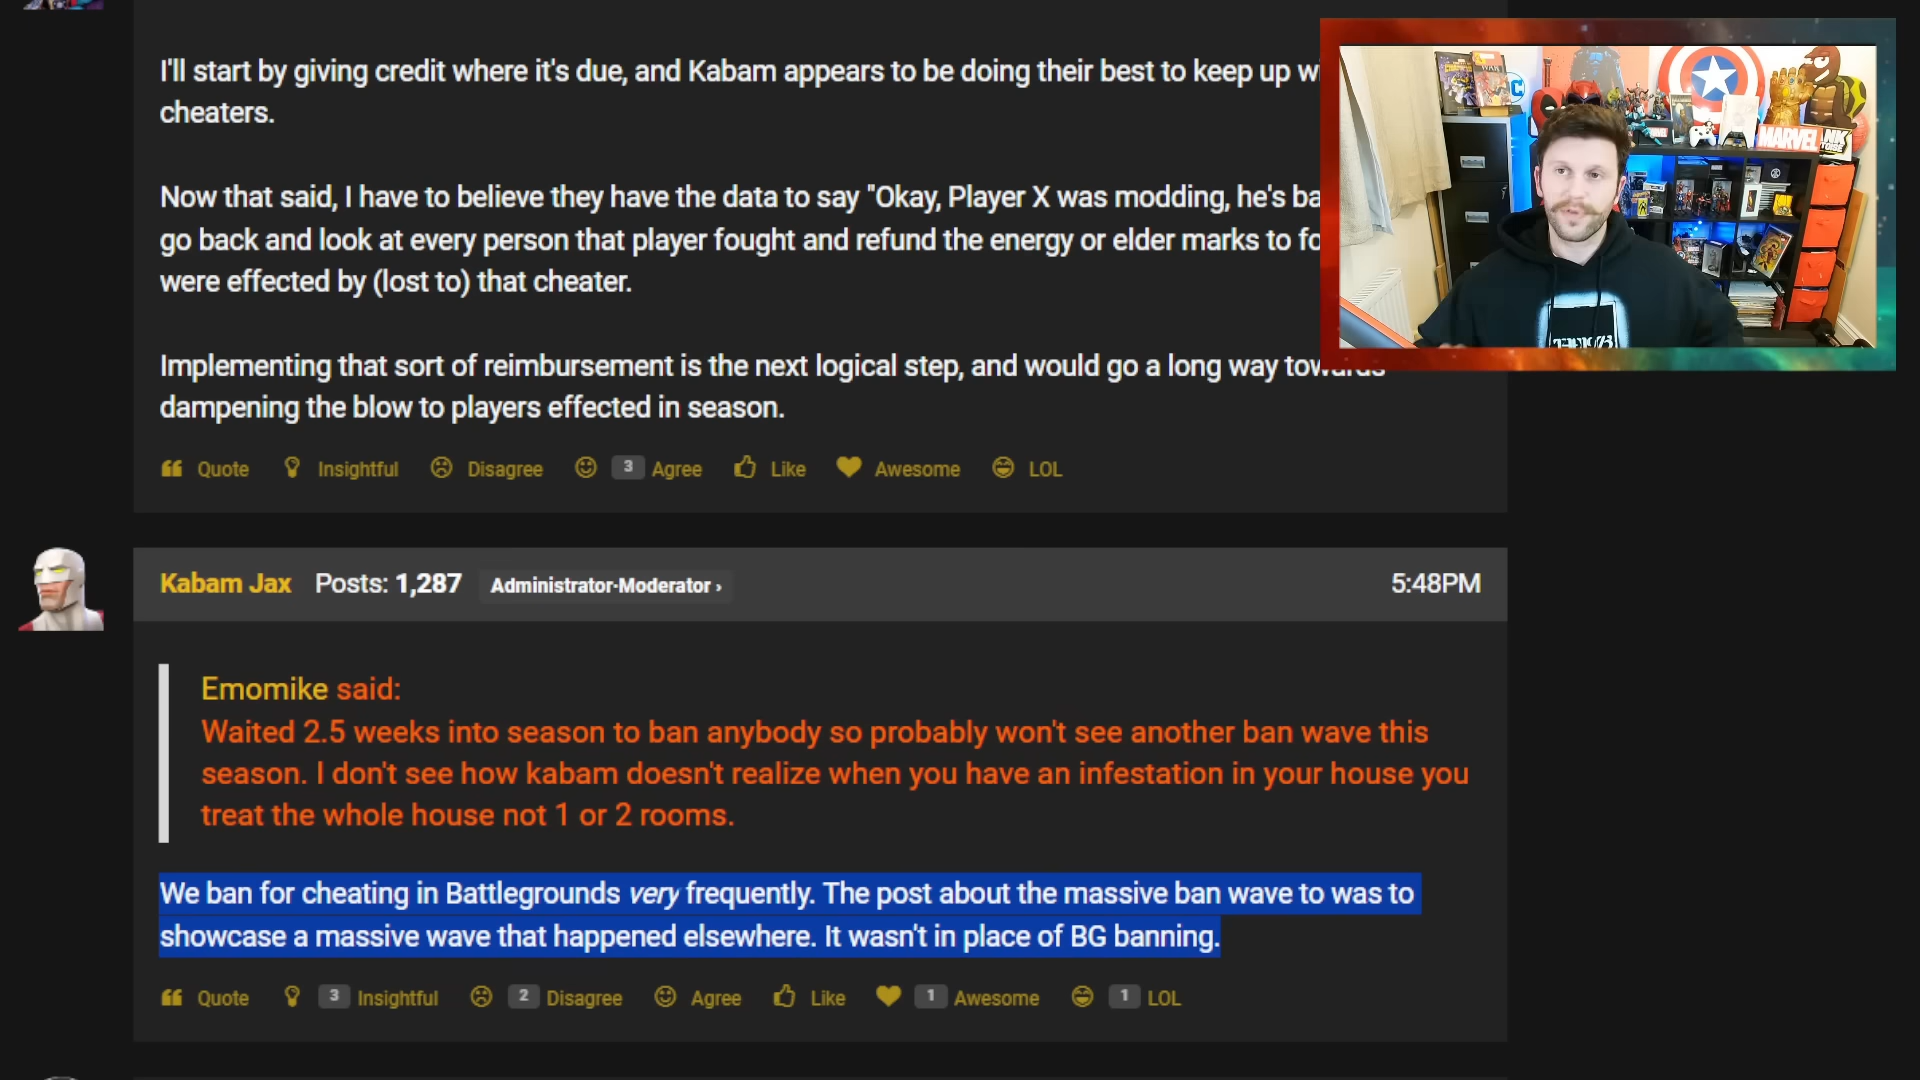 I'll start by giving credit where it's due, and Kabam appears to be doing their best to keep up
cheaters.
Now that said, I have to believe they have the data to say "Okay, Player X was modding, he's
go back and look at every person that player fought and refund the energy or elder marks to
were effected by (lost to) that cheater.
Implementing that sort of reimbursement is the next logical step, and would go a long way towards
dampening the blow to players effected in season.
Quote Insightful Disagree 3 Agree Like Awesome LOL
Kabam Jax Posts: 1,287 Administrator-Moderator › 5:48PM
Emomike said:
Waited 2.5 weeks into season to ban anybody so probably won't see another ban wave this
season. I don't see how kabam doesn't realize when you have an infestation in your house you
treat the whole house not 1 or 2 rooms.
We ban for cheating in Battlegrounds very frequently. The post about the massive ban wave to was to
showcase a massive wave that happened elsewhere. It wasn't in place of BG banning.
Quote 3 Insightful 2 Disagree Agree Like 1 Awesome 1 LOL
MARVEL